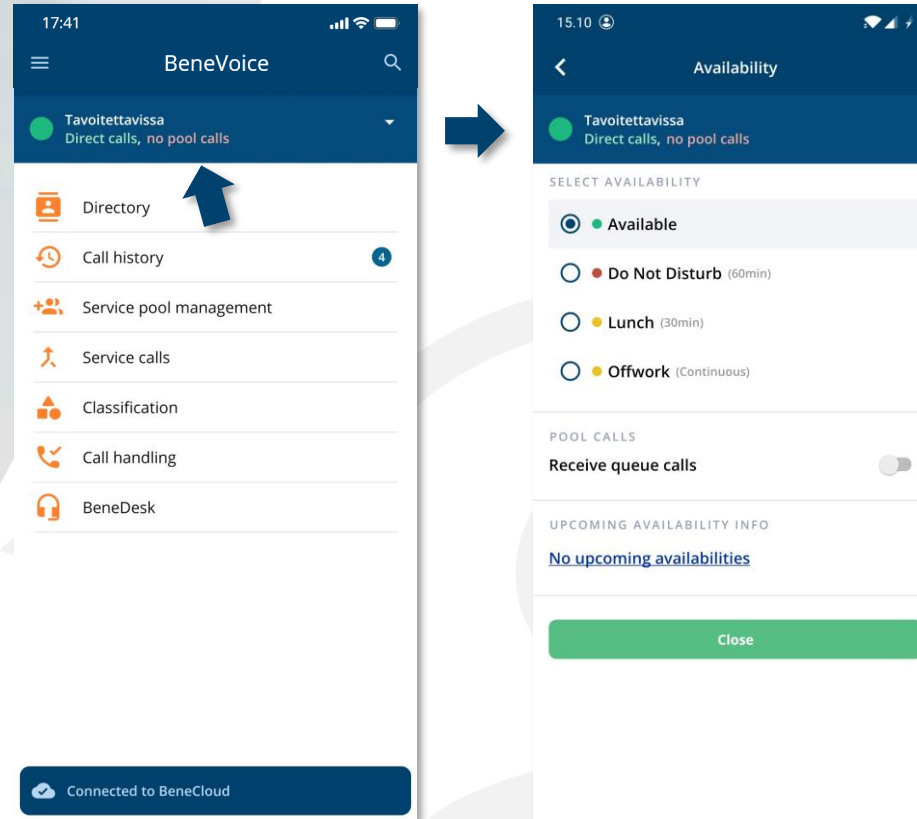 17:41
BeneVoice
Tavoitettavissa
Direct calls, no pool calls
Directory
Call history
4
Service pool management
Service calls
Classification
Call handling
BeneDesk
Connected to BeneCloud
15.10
Availability
Tavoitettavissa
Direct calls, no pool calls
SELECT AVAILABILITY
Available
Do Not Disturb (60min)
Lunch (30min)
Offwork (Continuous)
POOL CALLS
Receive queue calls
UPCOMING AVAILABILITY INFO
No upcoming availabilities
Close